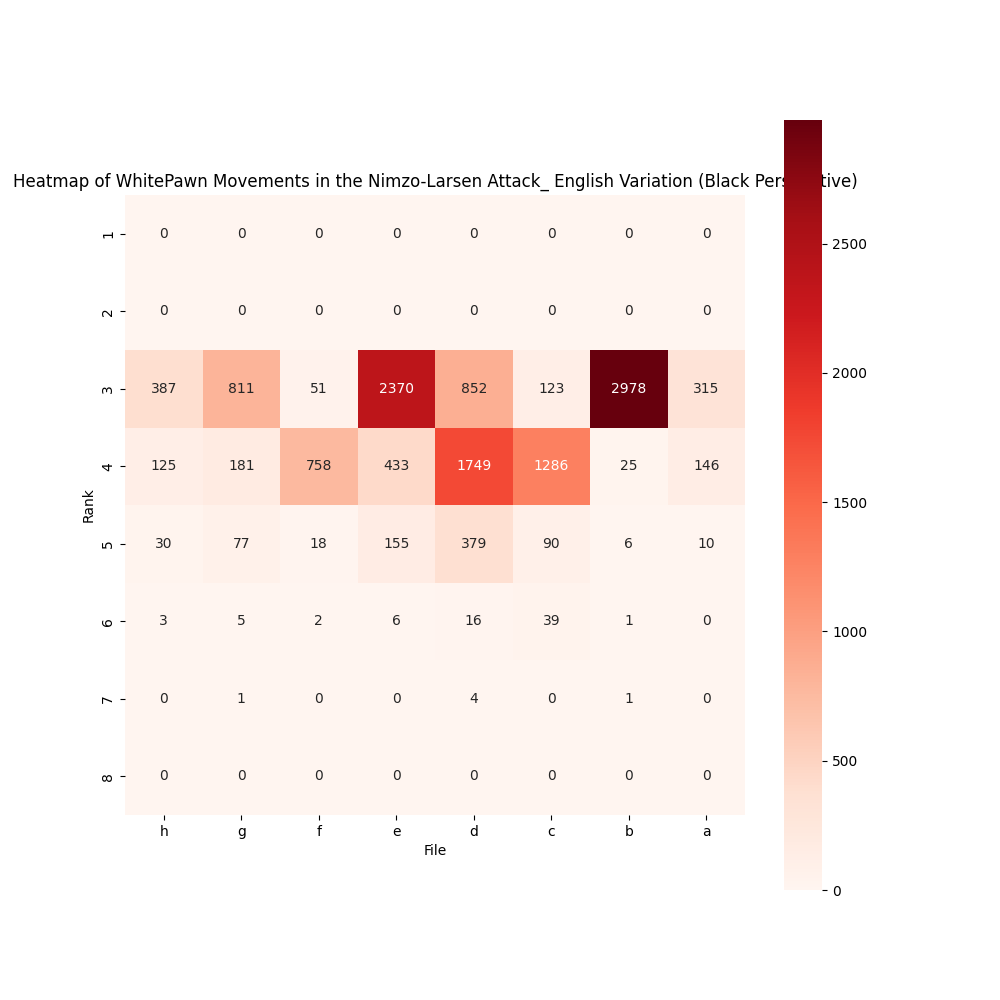 Heatmap of WhitePawn Movements in the Nimzo-Larsen Attack_ English Variation (Black Pers    tive)
1 0 0 0 0 0 0 0 0
2 0 0 0 0 0 0 0 0
3 387 811 51 2370 852 123 2978 315
4 125 181 758 433 1749 1286 25 146
5 30 77 18 155 379 90 6 10
6 3 5 2 6 16 39 1 0
7 0 1 0 0 4 0 1 0
8 0 0 0 0 0 0 0 0
h g f e d c b a
File
Rank
2500
2000
1500
1000
500
0